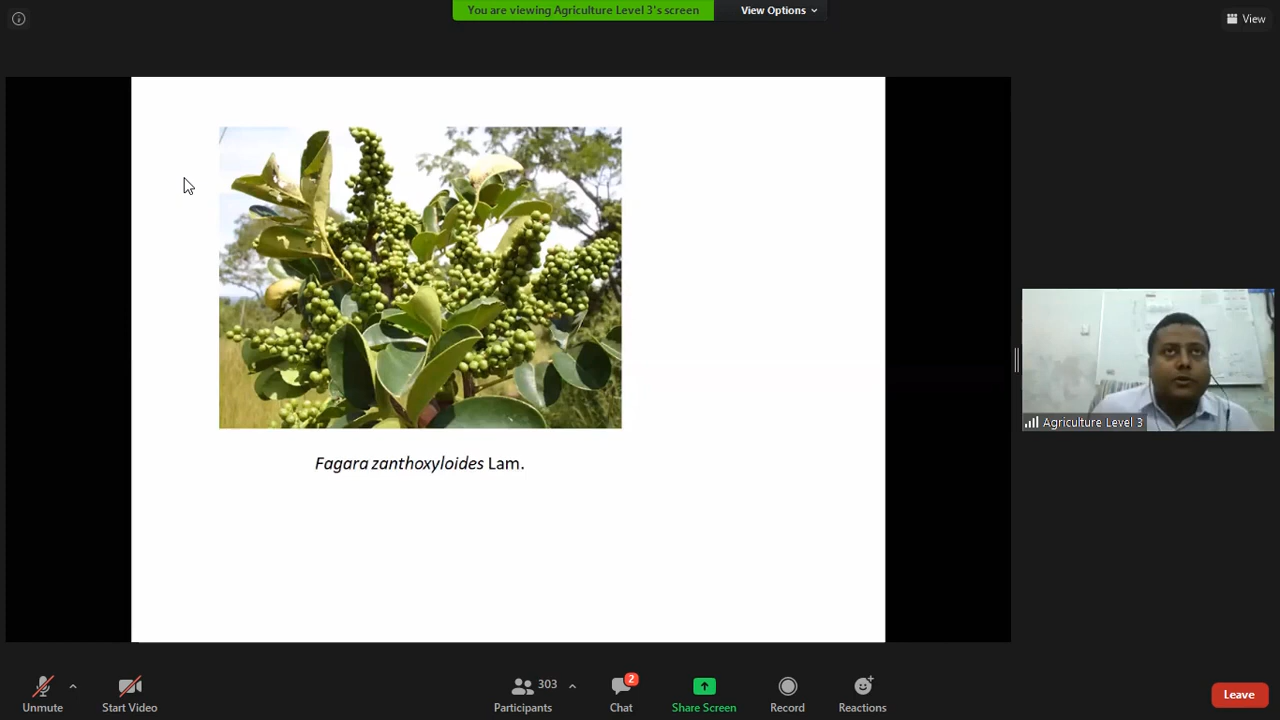 You are viewing Agriculture Level 3's screen
View Options
View
Fagara zanthoxyloides Lam.
Agriculture Level 3
Unmute
Start Video
303
Participants
2
Chat
Share Screen
Record
Reactions
Leave